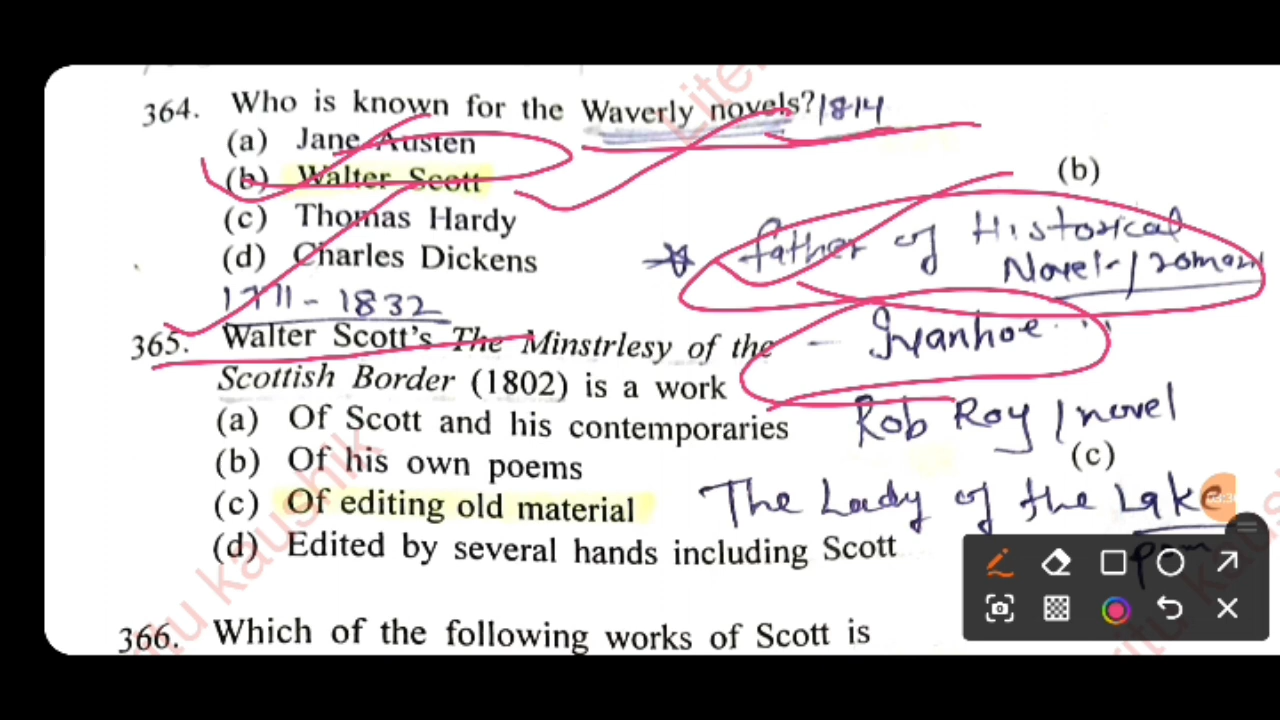 364. Who is known for the Waverly novels? 1814
(a) Jane Austen
(b) Walter Scott
(b)
(c) Thomas Hardy
father of Historical
(d) Charles Dickens
Novel-/
1771 - 1832
365. Walter Scott's The Minstrlesy of the
- Ivanhoe...
Scottish Border (1802) is a work
(a) Of Scott and his contemporaries
Rob Roy / novel
(b) Of his own poems
(c)
(c) Of editing old material
The Lady of the Lake
(d) Edited by several hands including Scott
366. Which of the following works of Scott is
ritu kaushik